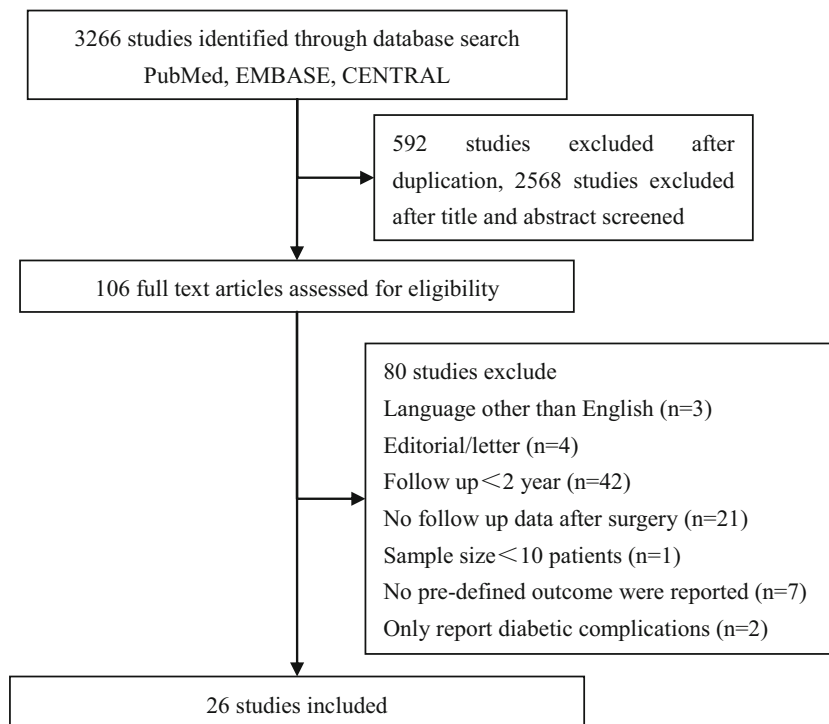 3266 studies identified through database search
PubMed, EMBASE, CENTRAL
592 studies excluded after
duplication, 2568 studies excluded
after title and abstract screened
106 full text articles assessed for eligibility
80 studies exclude
Language other than English (n=3)
Editorial/letter (n=4)
Follow up＜2 year (n=42)
No follow up data after surgery (n=21)
Sample size＜10 patients (n=1)
No pre-defined outcome were reported (n=7)
Only report diabetic complications (n=2)
26 studies included